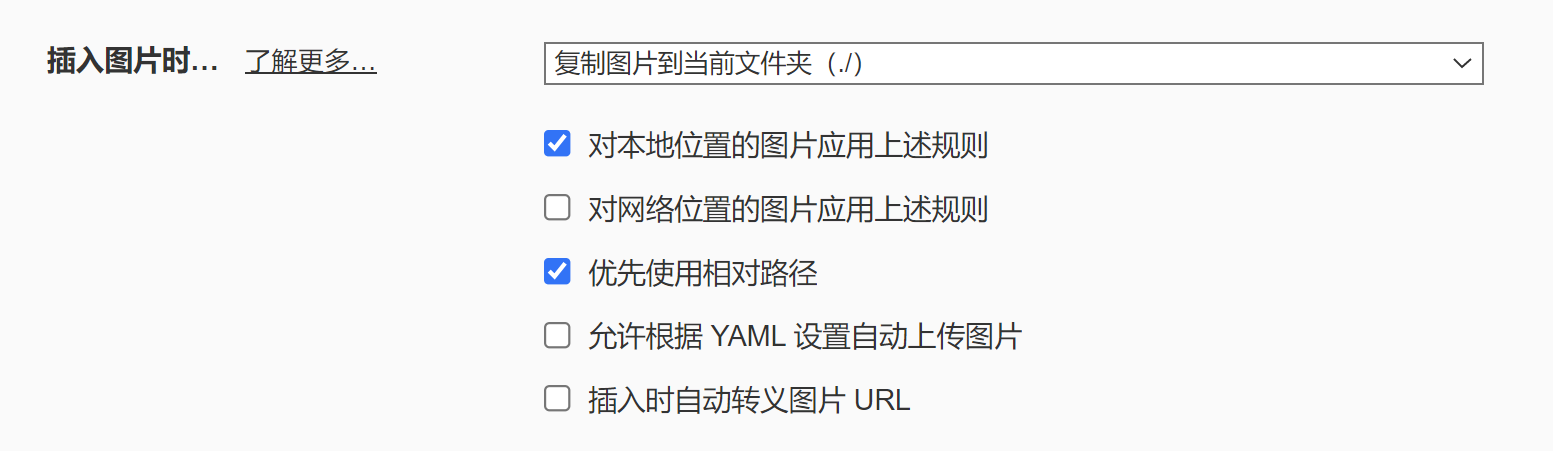 插入图片时... 了解更多... 复制图片到当前文件夹（./）
对本地位置的图片应用上述规则
对网络位置的图片应用上述规则
优先使用相对路径
允许根据 YAML 设置自动上传图片
插入时自动转义图片 URL